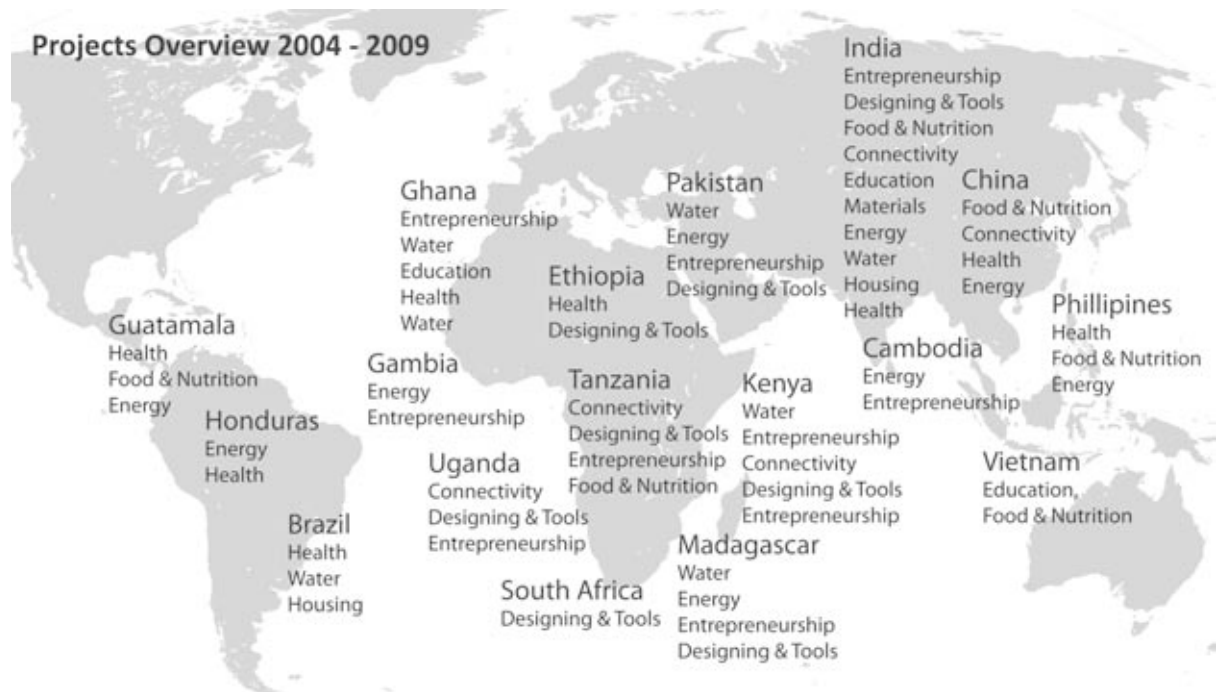 Projects Overview 2004 - 2009
India
Entrepreneurship
Designing & Tools
Food & Nutrition
Connectivity
Education
Materials
Energy
Water
Housing
Health
China
Food & Nutrition
Connectivity
Health
Energy
Pakistan
Water
Energy
Entrepreneurship
Designing & Tools
Ghana
Entrepreneurship
Water
Education
Health
Water
Ethiopia
Health
Designing & Tools
Phillipines
Health
Food & Nutrition
Energy
Guatamala
Health
Food & Nutrition
Energy
Cambodia
Energy
Entrepreneurship
Gambia
Energy
Entrepreneurship
Tanzania
Connectivity
Designing & Tools
Entrepreneurship
Food & Nutrition
Kenya
Water
Entrepreneurship
Connectivity
Designing & Tools
Entrepreneurship
Honduras
Energy
Health
Uganda
Connectivity
Designing & Tools
Entrepreneurship
Vietnam
Education,
Food & Nutrition
Brazil
Health
Water
Housing
Madagascar
Water
Energy
Entrepreneurship
Designing & Tools
South Africa
Designing & Tools